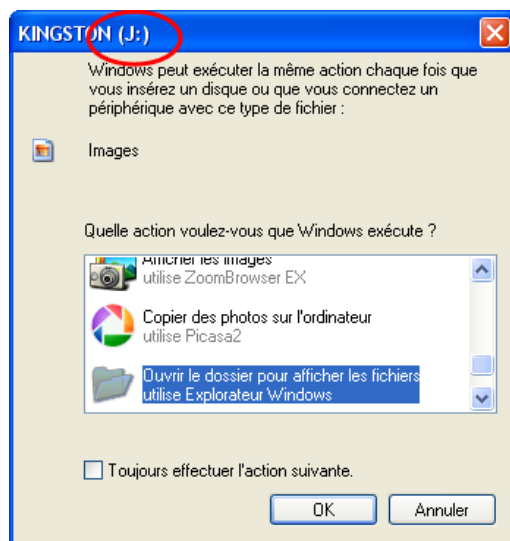 KINGSTON (J:)
Windows peut exécuter la même action chaque fois que
vous insérez un disque ou que vous connectez un
périphérique avec ce type de fichier :
Images
Quelle action voulez-vous que Windows exécute ?
Afficher les images
utilise ZoomBrowser EX
Copier des photos sur l'ordinateur
utilise Picasa2
Ouvrir le dossier pour afficher les fichiers
utilise Explorateur Windows
Toujours effectuer l'action suivante.
OK
Annuler